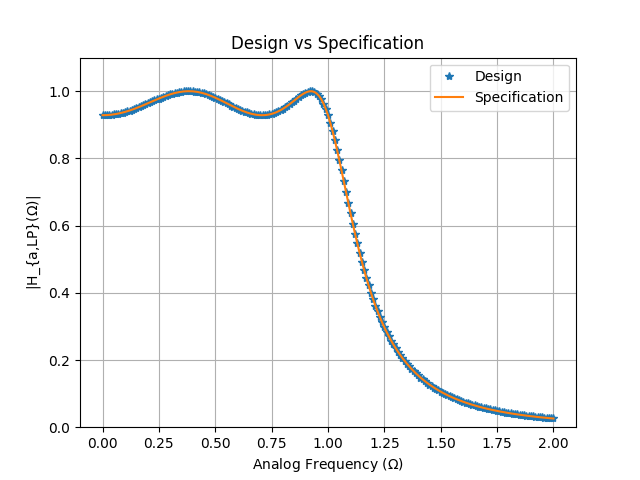 Design vs Specification
Design
Specification
|H_{a,LP}(Ω)|
1.0
0.8
0.6
0.4
0.2
0.0
0.00 0.25 0.50 0.75 1.00 1.25 1.50 1.75 2.00
Analog Frequency (Ω)